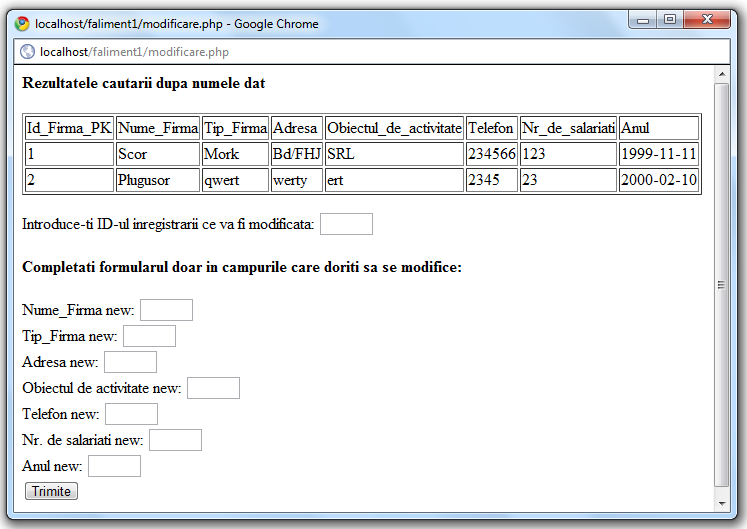 localhost/faliment1/modificare.php - Google Chrome
localhost/faliment1/modificare.php
Rezultatele cautarii dupa numele dat
Id_Firma_PK Nume_Firma Tip_Firma Adresa Obiectul_de_activitate Telefon Nr_de_salariati Anul
1 Scor Mork Bd/FHJ SRL 234566 123 1999-11-11
2 Plugusor qwert werty ert 2345 23 2000-02-10
Introduce-ti ID-ul inregistrarii ce va fi modificata:
Completati formularul doar in campurile care doriti sa se modifice:
Nume_Firma new:
Tip_Firma new:
Adresa new:
Obiectul de activitate new:
Telefon new:
Nr. de salariati new:
Anul new:
Trimite